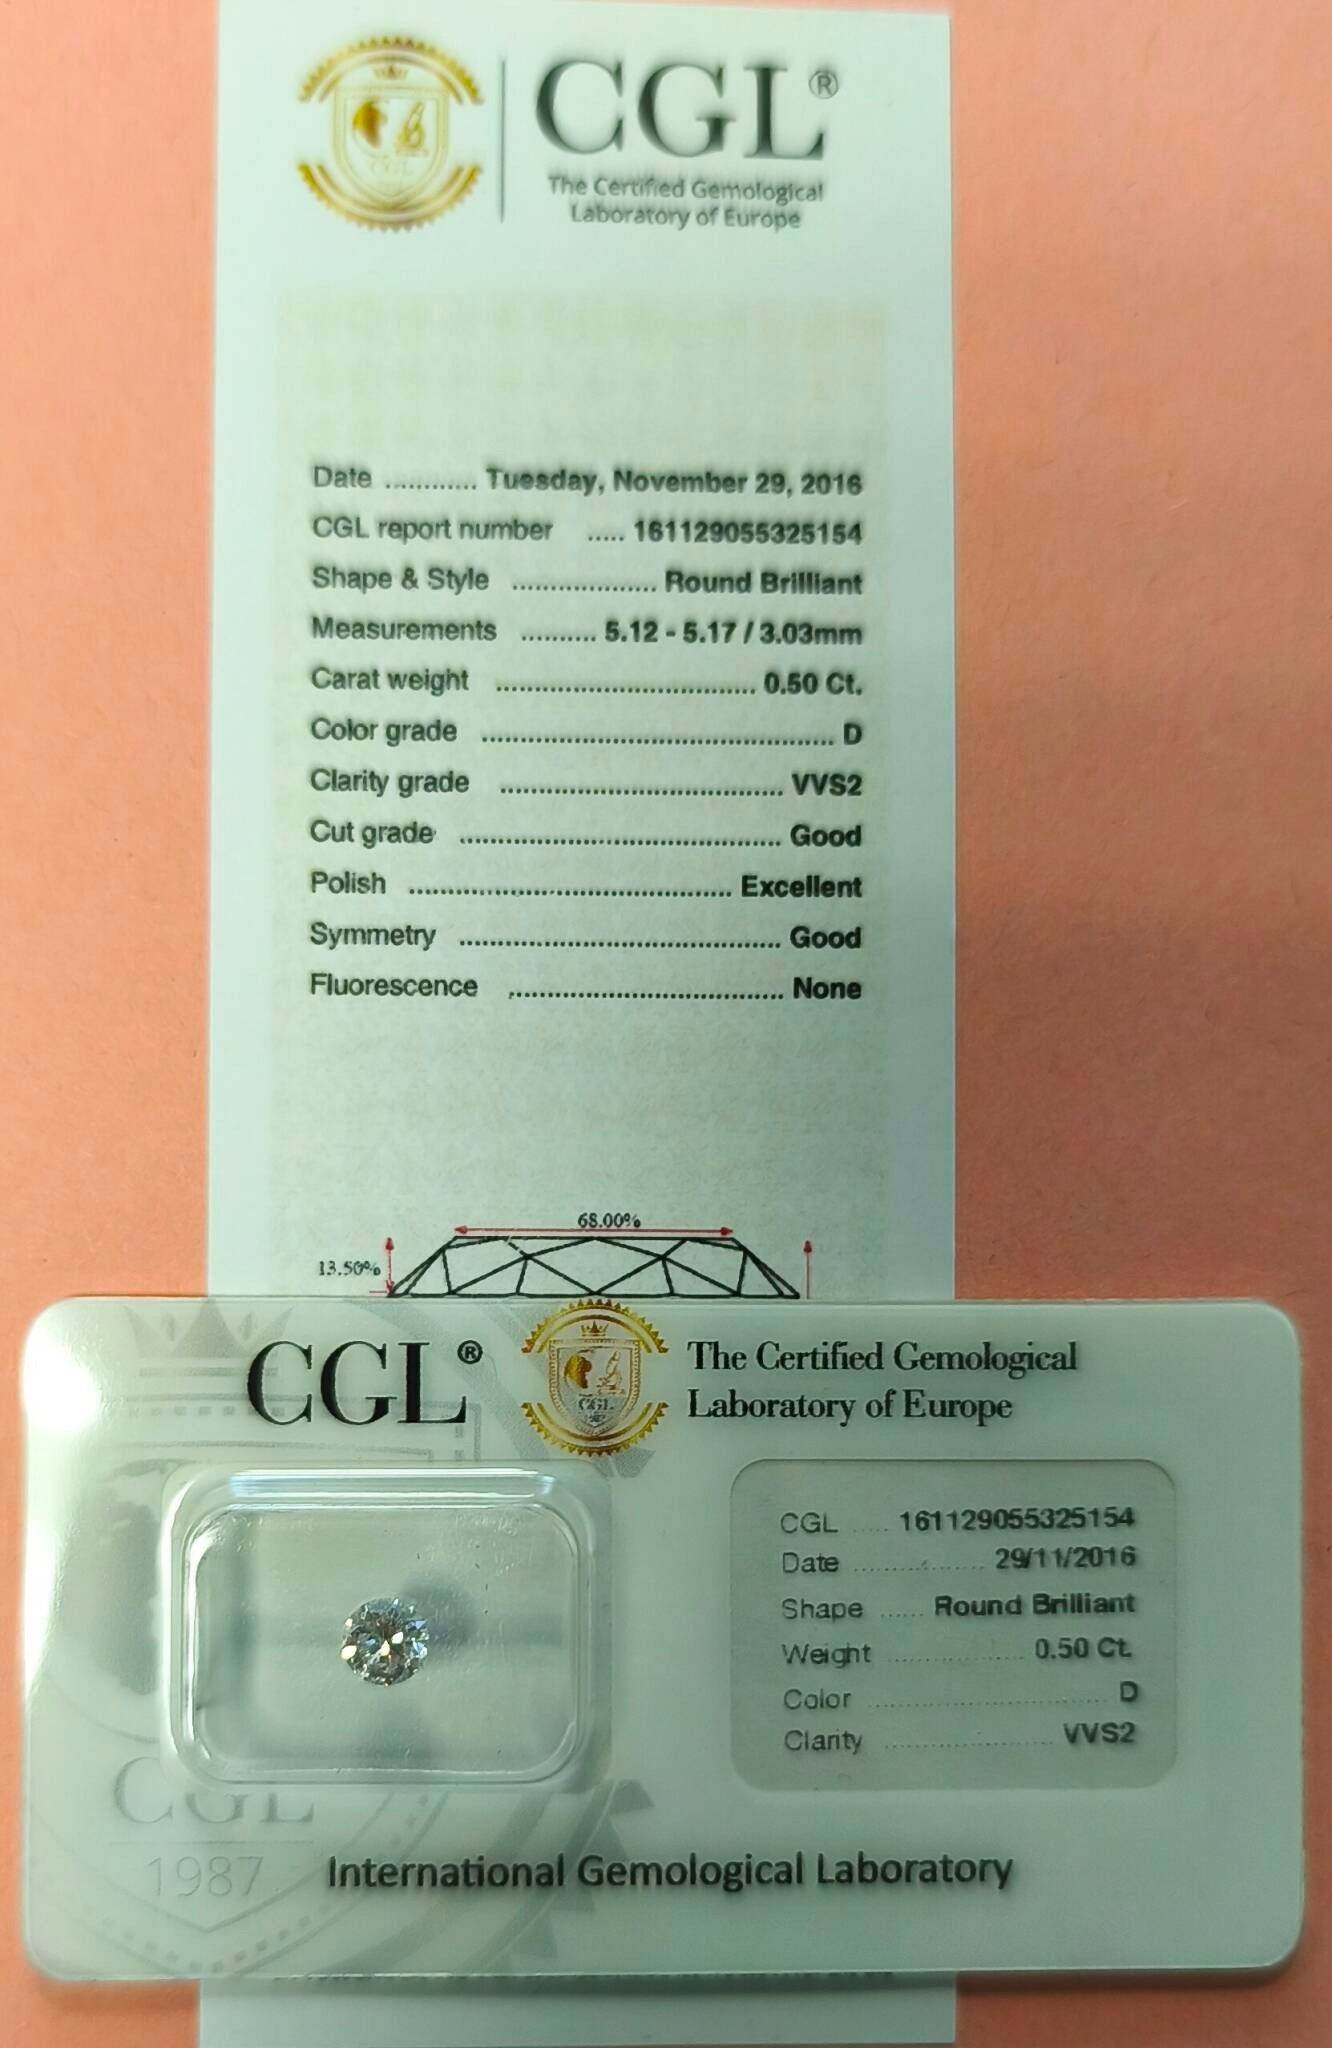 CGL®
The Certified Gemological
Laboratory of Europe
CGL
Date ............ Tuesday, November 29, 2016
CGL report number ..... 161129055325154
Shape & Style ................... Round Brilliant
Measurements .......... 5.12 - 5.17 / 3.03mm
Carat weight ................................. 0.50 Ct.
Color grade ............................................ D
Clarity grade .................................... VVS2
Cut grade ......................................... Good
Polish ......................................... Excellent
Symmetry ......................................... Good
Fluorescence ................................... None
68.00%
13.50%
CGL®
CGL
The Certified Gemological
Laboratory of Europe
CGL ..... 161129055325154
Date ................. 29/11/2016
Shape ...... Round Brilliant
Weight .................. 0.50 Ct.
Color ................................ D
Clarity ...................... VVS2
CGL
1987
International Gemological Laboratory